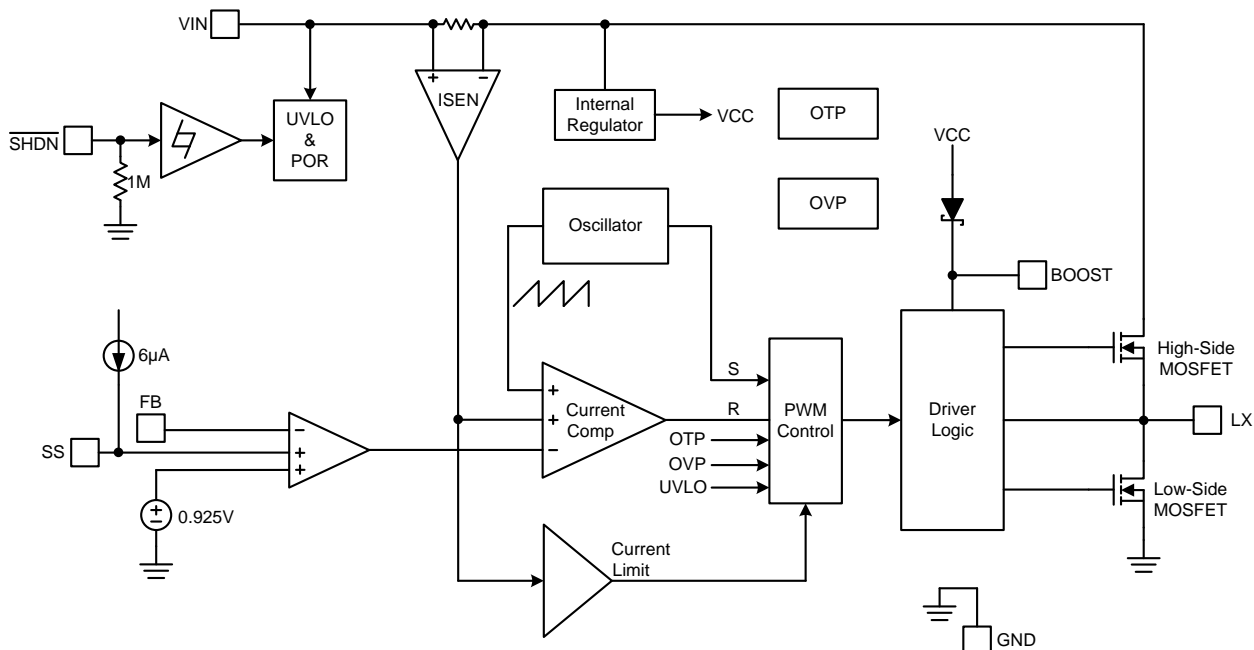 VIN
+ −
ISEN
SHDN
1M
UVLO
&
POR
Internal
Regulator
VCC
OTP
OVP
VCC
Oscillator
BOOST
6µA
FB
SS
−
+
+
+
−
0.925V
+
+
−
Current
Comp
S
R
OTP
OVP
UVLO
PWM
Control
Driver
Logic
High-Side
MOSFET
LX
Low-Side
MOSFET
Current
Limit
GND